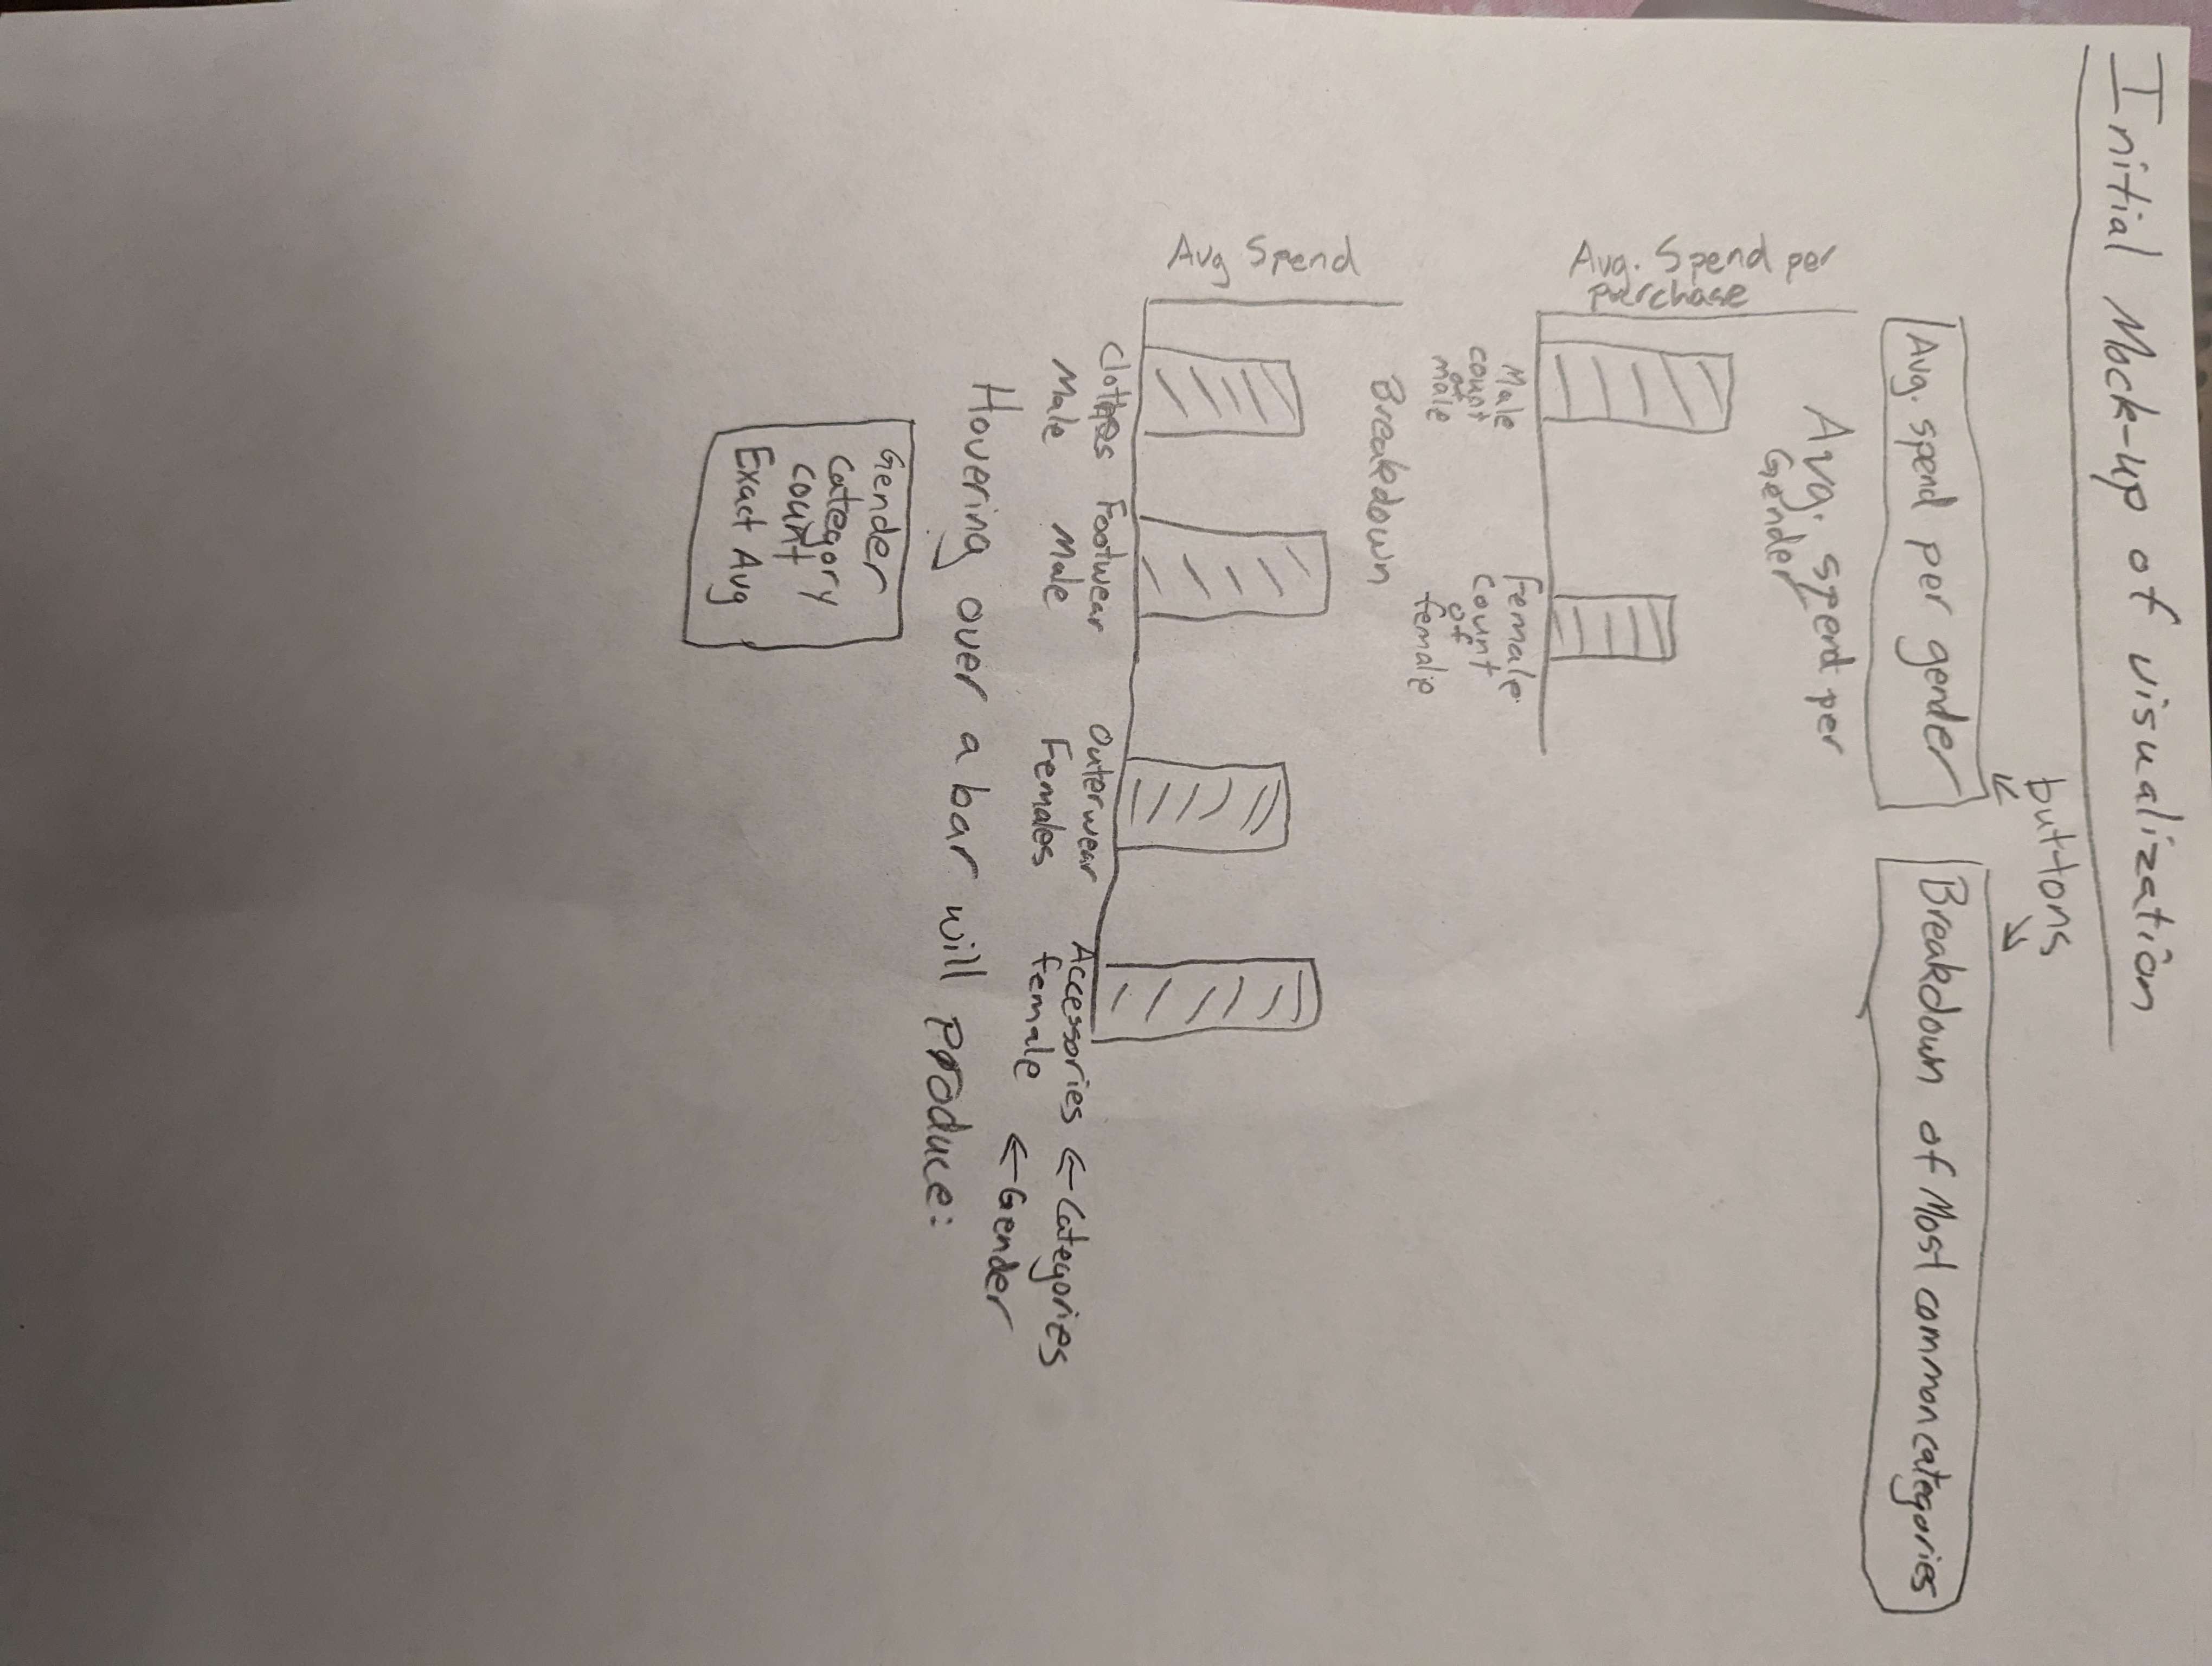 Initial Mock-up of visualization
buttons
Avg. spend per gender
Breakdown of Most common categories
Avg. spend per
Gender
Avg. Spend per
purchase
Male
count
of
male
Female
count
of
female
Breakdown
Avg Spend
Clothes Footwear Outerwear Accessories ← Categories
Male Male Females female ← Gender
Hovering over a bar will produce:
Gender
Category
count
Exact Avg